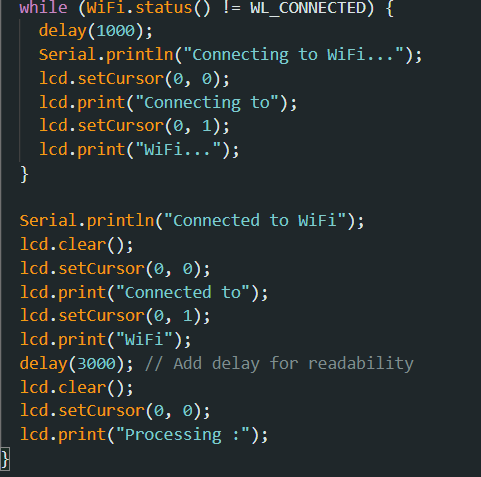 while (WiFi.status() != WL_CONNECTED) {
delay(1000);
Serial.println("Connecting to WiFi...");
lcd.setCursor(0, 0);
lcd.print("Connecting to");
lcd.setCursor(0, 1);
lcd.print("WiFi...");
}
Serial.println("Connected to WiFi");
lcd.clear();
lcd.setCursor(0, 0);
lcd.print("Connected to");
lcd.setCursor(0, 1);
lcd.print("WiFi");
delay(3000); // Add delay for readability
lcd.clear();
lcd.setCursor(0, 0);
lcd.print("Processing :");
}